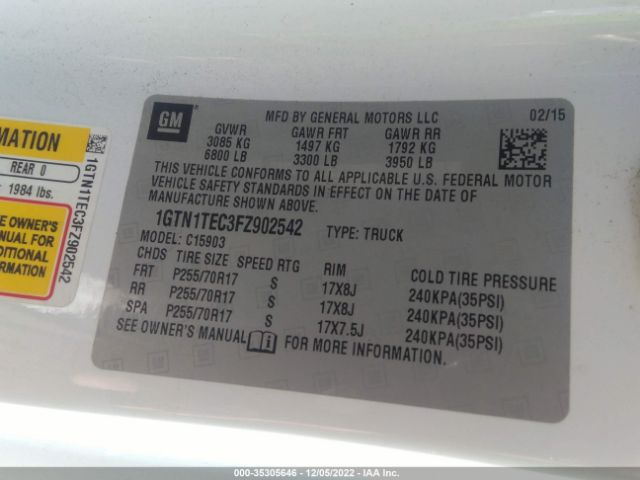 MATION
REAR 0
r 1984 lbs.
E OWNER'S
ANUAL FOR
DDITIONAL
ORMATION
1GTN1TEC3FZ902542
GM
MFD BY GENERAL MOTORS LLC 02/15
GVWR GAWR FRT GAWR RR
3085 KG 1497 KG 1792 KG
6800 LB 3300 LB 3950 LB
THIS VEHICLE CONFORMS TO ALL APPLICABLE U.S. FEDERAL MOTOR
VEHICLE SAFETY STANDARDS IN EFFECT ON THE DATE OF
MANUFACTURE SHOWN ABOVE.
1GTN1TEC3FZ902542 TYPE: TRUCK
MODEL: C15903
CHDS TIRE SIZE SPEED RTG RIM COLD TIRE PRESSURE
FRT P255/70R17 S 17X8J 240KPA(35PSI)
RR P255/70R17 S 17X8J 240KPA(35PSI)
SPA P255/70R17 S 17X7.5J 240KPA(35PSI)
SEE OWNER'S MANUAL FOR MORE INFORMATION.
000-35305646 - 12/05/2022 - IAA